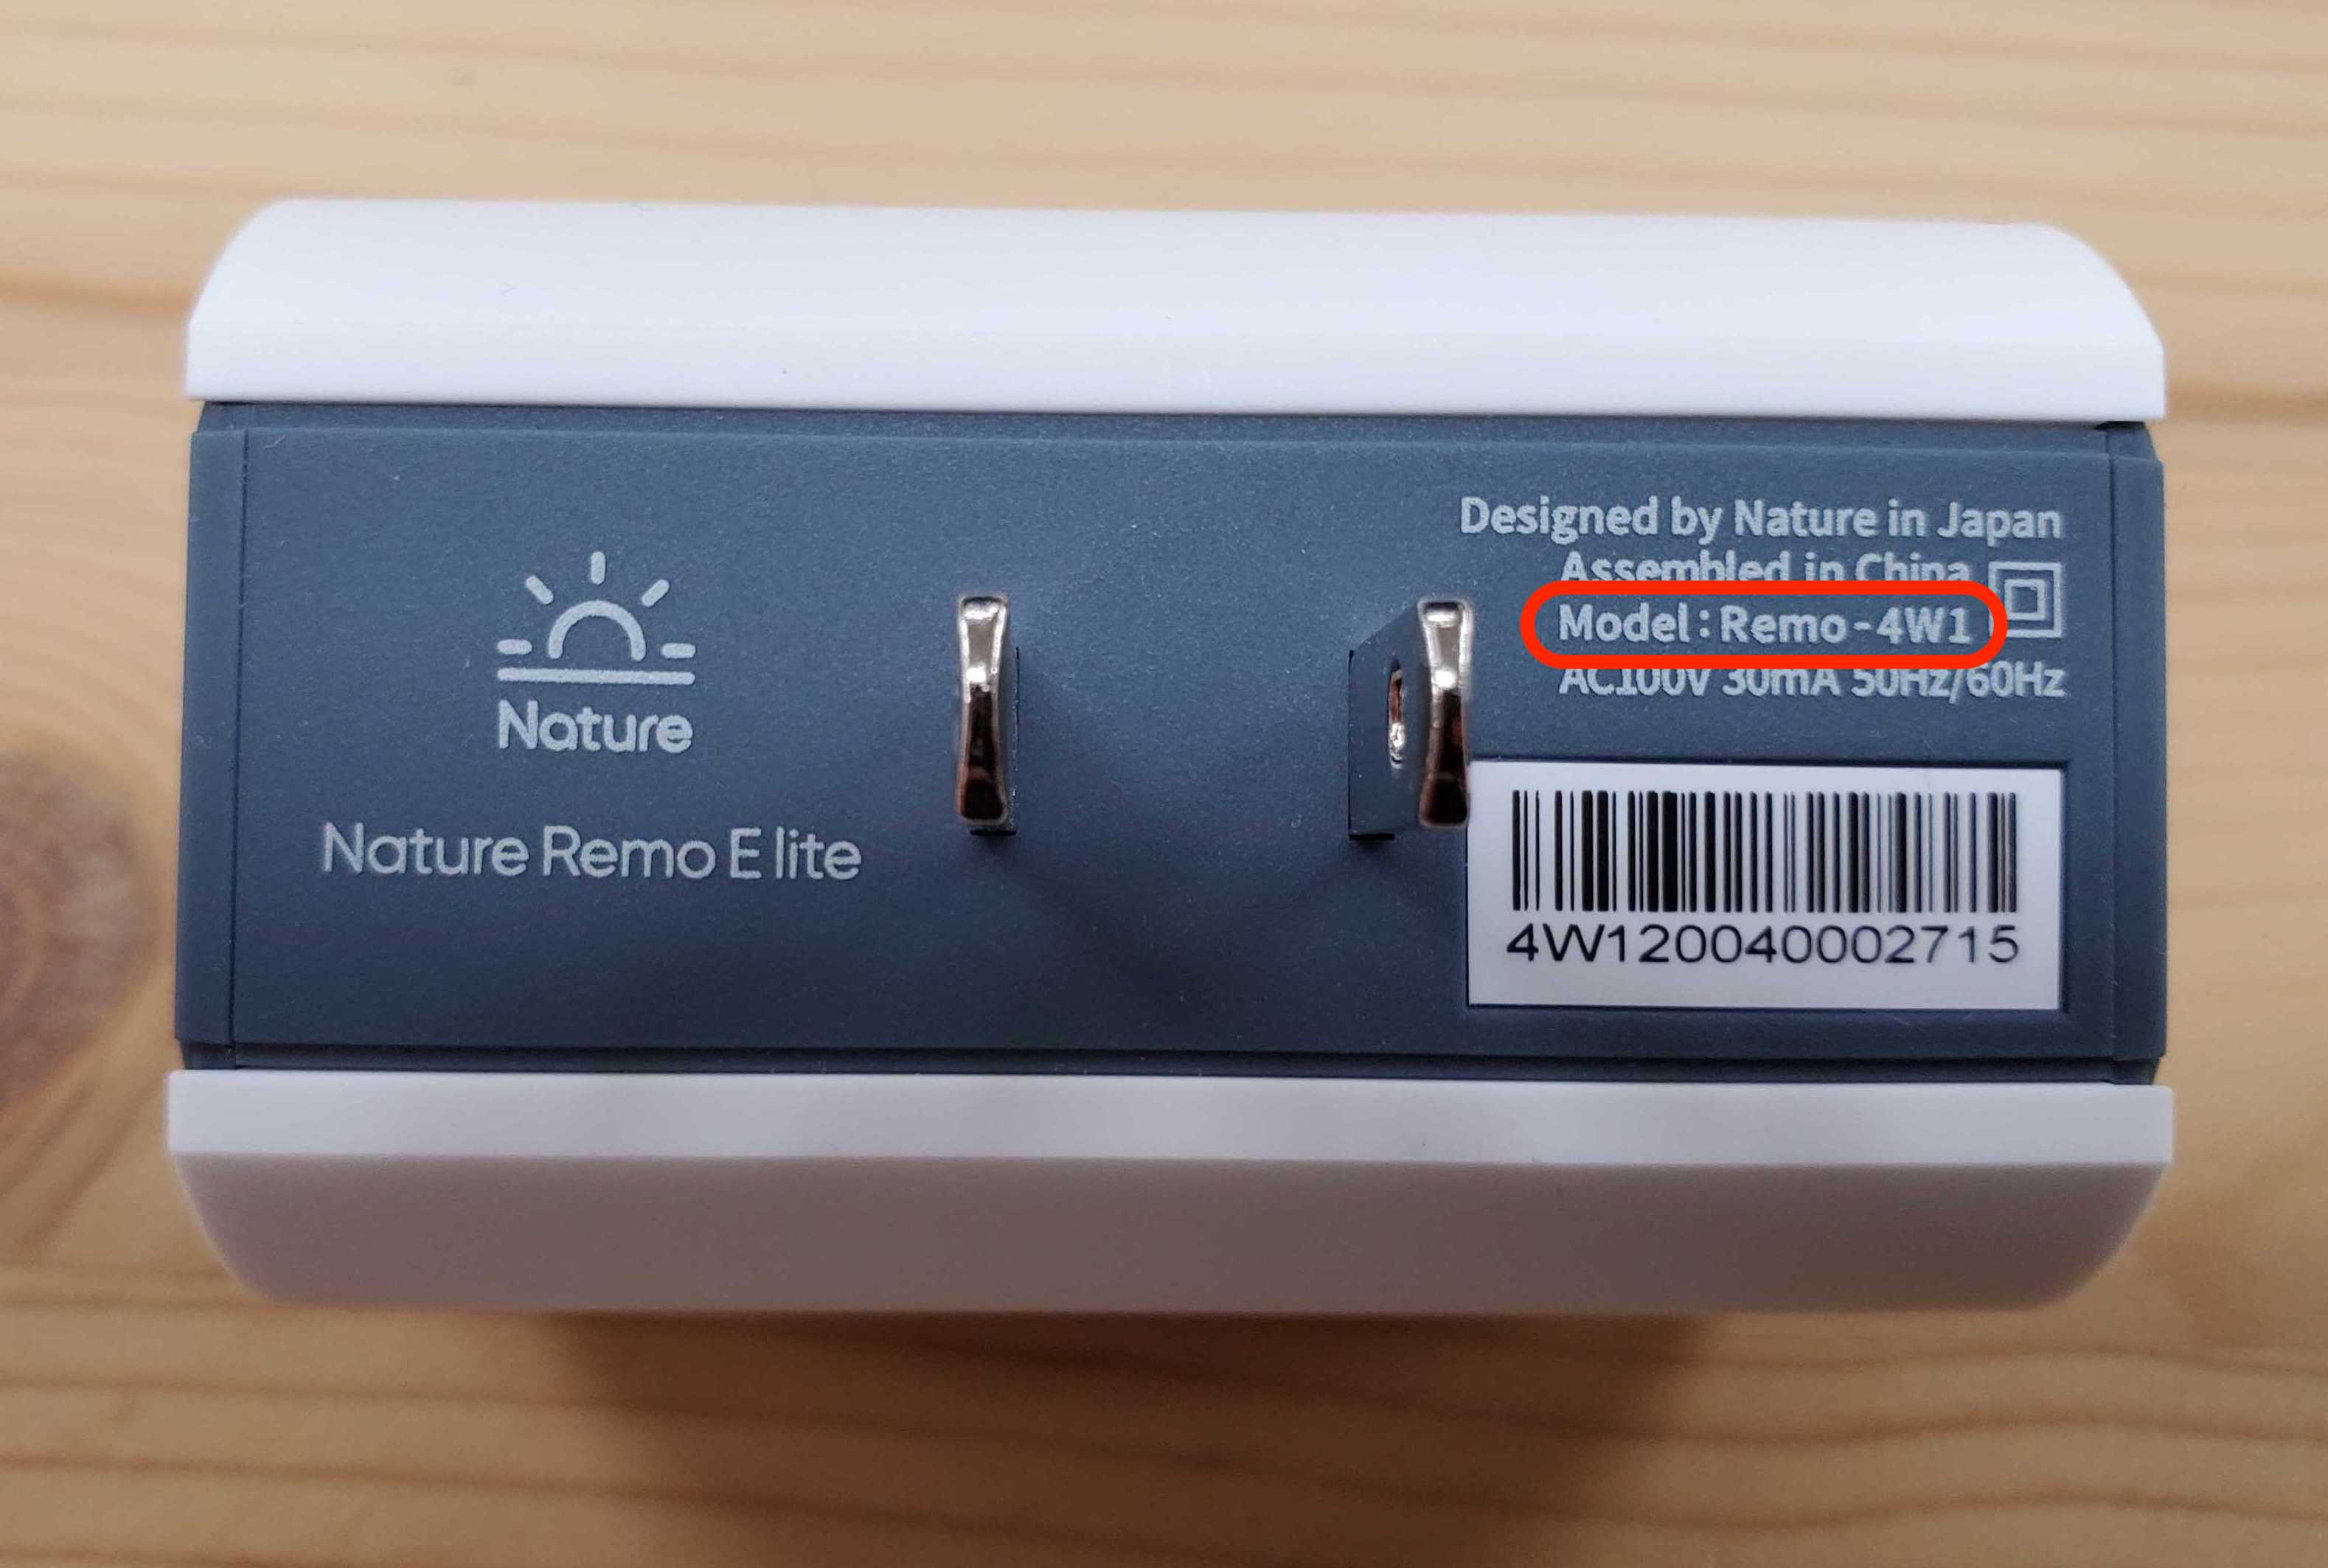 Nature
Nature Remo E lite
Designed by Nature in Japan
Assembled in China
Model:Remo-4W1
AC100V 30mA 50Hz/60Hz
4W120040002715